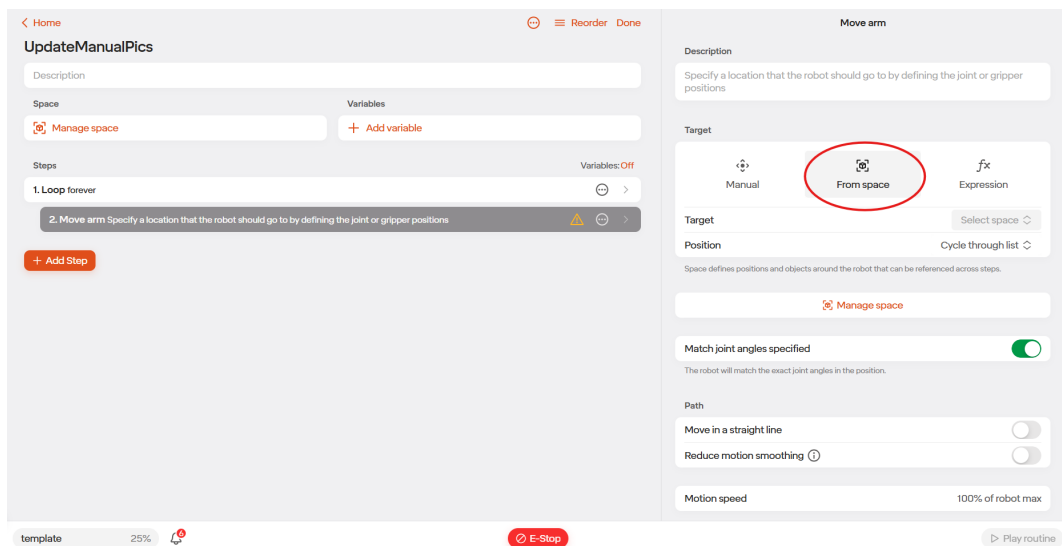 Home
Reorder Done
UpdateManualPics
Description
Space
Variables
Manage space
+ Add variable
Steps
Variables: Off
1. Loop forever
2. Move arm Specify a location that the robot should go to by defining the joint or gripper positions
+ Add Step
Move arm
Description
Specify a location that the robot should go to by defining the joint or gripper
positions
Target
Manual
From space
fx
Expression
Target
Select space
Position
Cycle through list
Space defines positions and objects around the robot that can be referenced across steps.
Manage space
Match joint angles specified
The robot will match the exact joint angles in the position.
Path
Move in a straight line
Reduce motion smoothing
Motion speed
100% of robot max
template
25%
6
E-Stop
Play routine